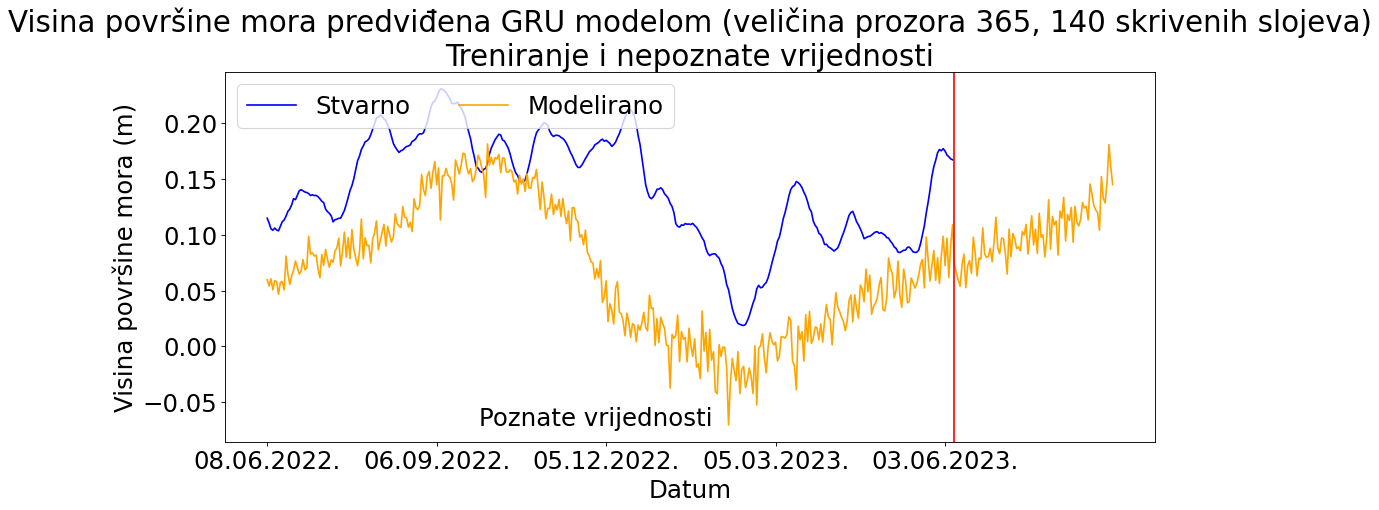 Visina površine mora predviđena GRU modelom (veličina prozora 365, 140 skrivenih slojeva)
Treniranje i nepoznate vrijednosti
Stvarno
Modelirano
Visina površine mora (m)
0.20
0.15
0.10
0.05
0.00
−0.05
Poznate vrijednosti
08.06.2022.
06.09.2022.
05.12.2022.
05.03.2023.
03.06.2023.
Datum